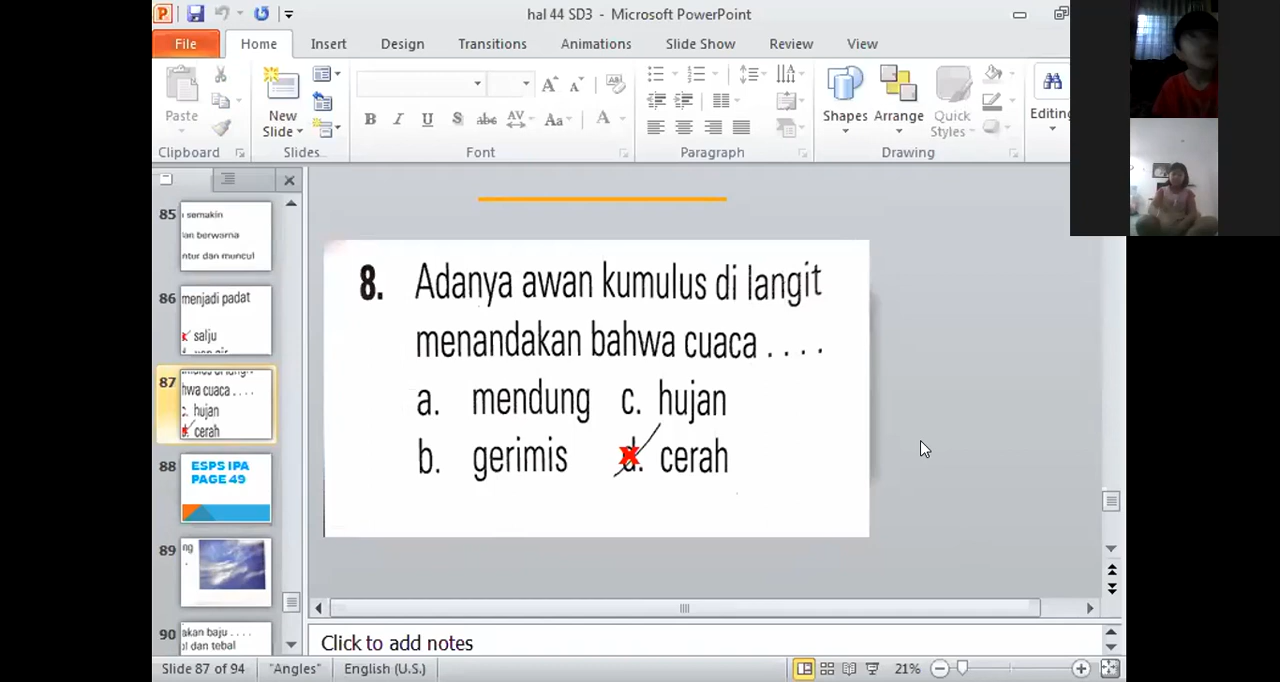 hal 44 SD3 - Microsoft PowerPoint
File Home Insert Design Transitions Animations Slide Show Review View
Paste
New
Slide
Shapes Arrange Quick
Styles
Editing
Clipboard Slides Font Paragraph Drawing
85
semakin
an berwarna
ntur dan muncul
86
menjadi padat
salju
87
hwa cuaca . . . .
c. hujan
cerah
88
ESPS IPA
PAGE 49
89
ng
90
akan baju . . . .
ol dan tebal
8. Adanya awan kumulus di langit
menandakan bahwa cuaca . . . .
a. mendung c. hujan
b. gerimis d. cerah
Click to add notes
Slide 87 of 94 "Angles" English (U.S.) 21%